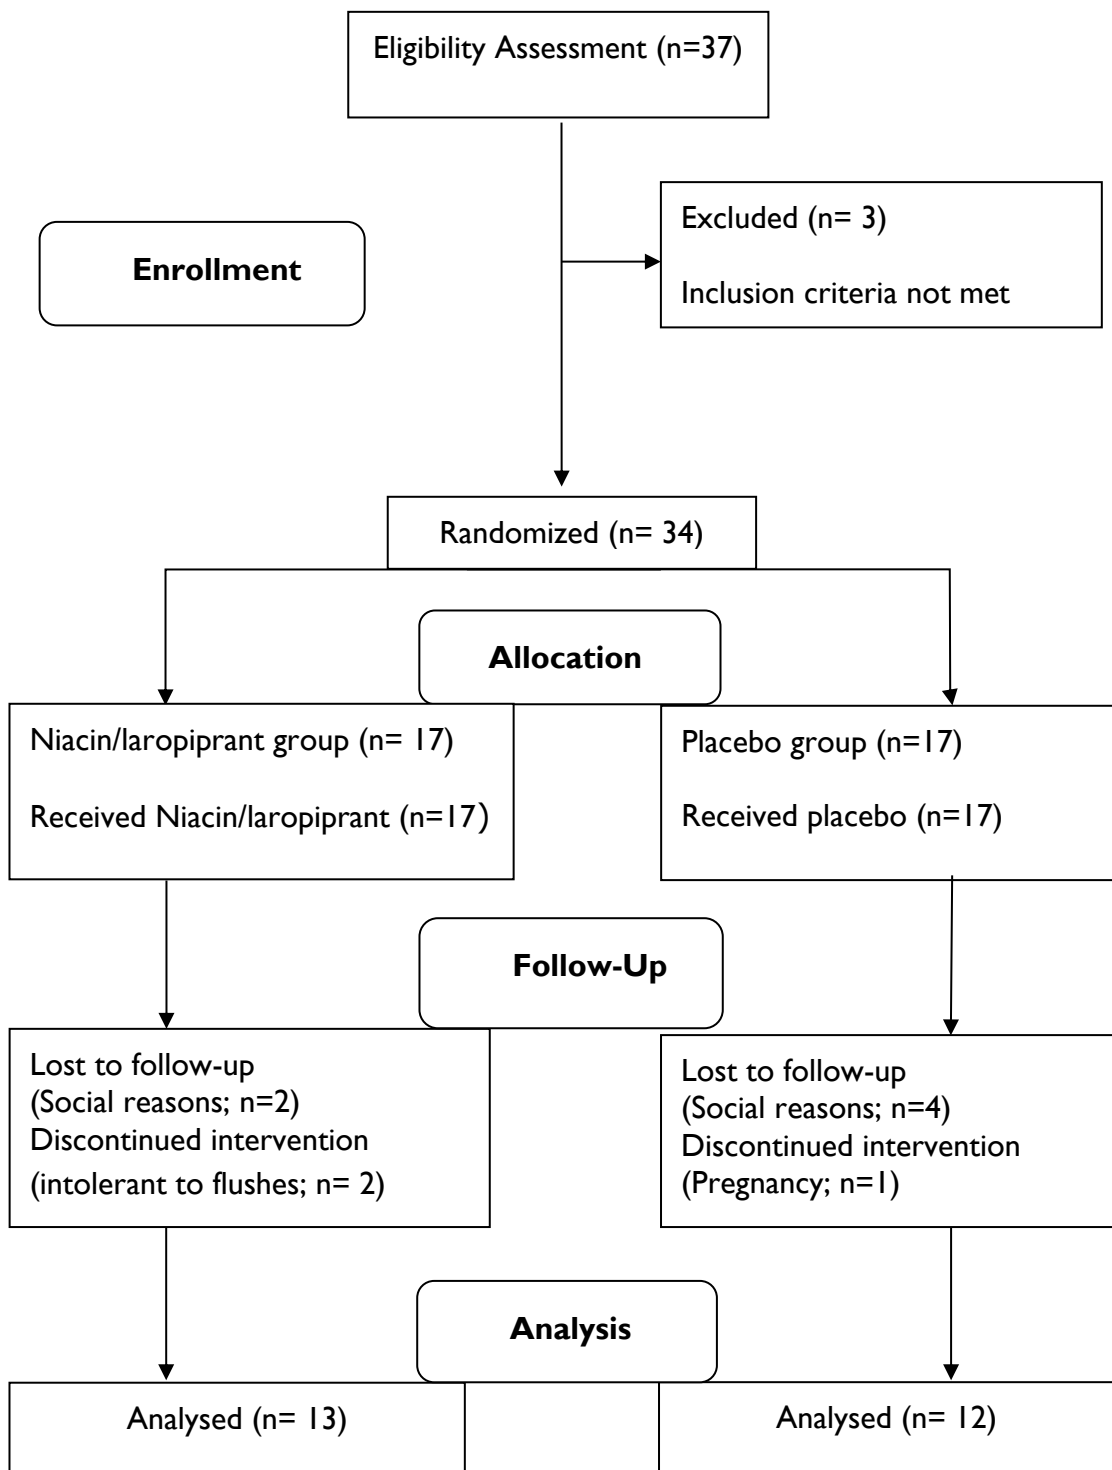 Eligibility Assessment (n=37)
Excluded (n= 3)
Inclusion criteria not met
Enrollment
Randomized (n= 34)
Allocation
Niacin/laropiprant group (n= 17)
Received Niacin/laropiprant (n=17)
Placebo group (n=17)
Received placebo (n=17)
Follow-Up
Lost to follow-up
(Social reasons; n=2)
Discontinued intervention
(intolerant to flushes; n= 2)
Lost to follow-up
(Social reasons; n=4)
Discontinued intervention
(Pregnancy; n=1)
Analysis
Analysed (n= 13)
Analysed (n= 12)